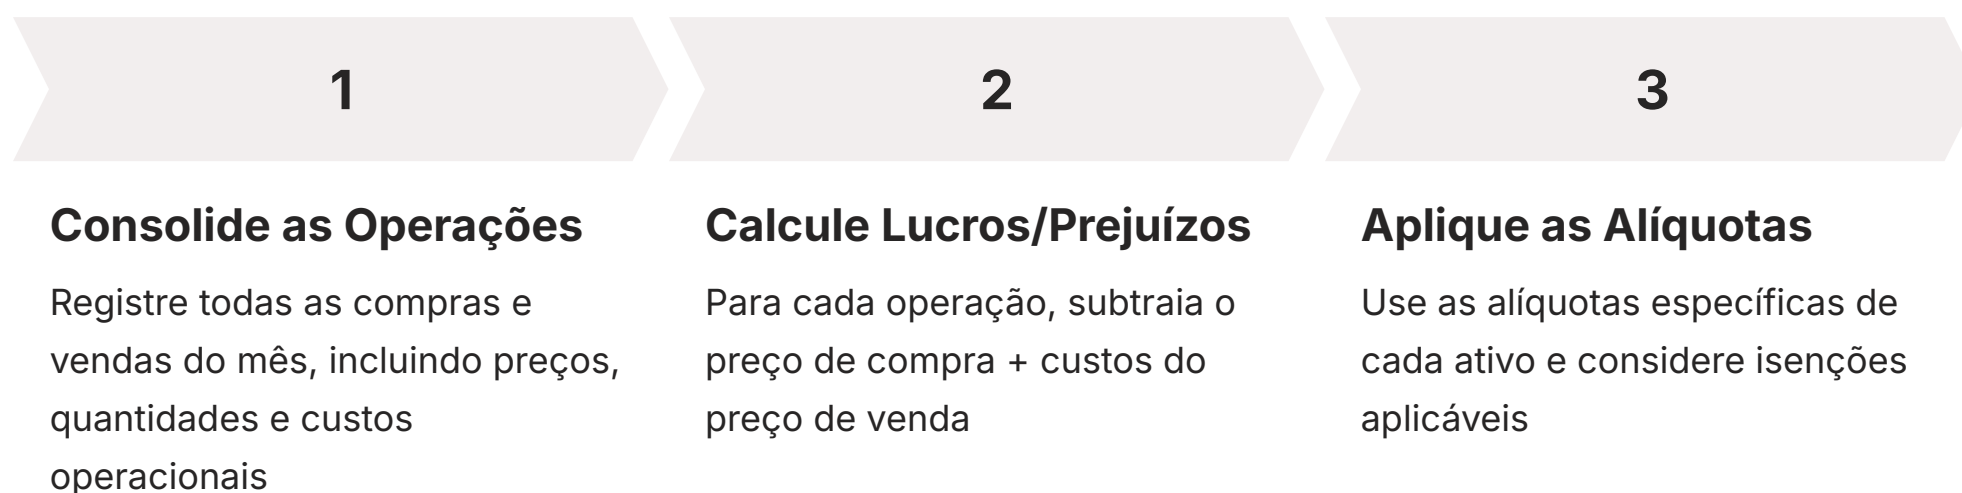 1
Consolide as Operações
Registre todas as compras e
vendas do mês, incluindo preços,
quantidades e custos
operacionais
2
Calcule Lucros/Prejuízos
Para cada operação, subtraia o
preço de compra + custos do
preço de venda
3
Aplique as Alíquotas
Use as alíquotas específicas de
cada ativo e considere isenções
aplicáveis